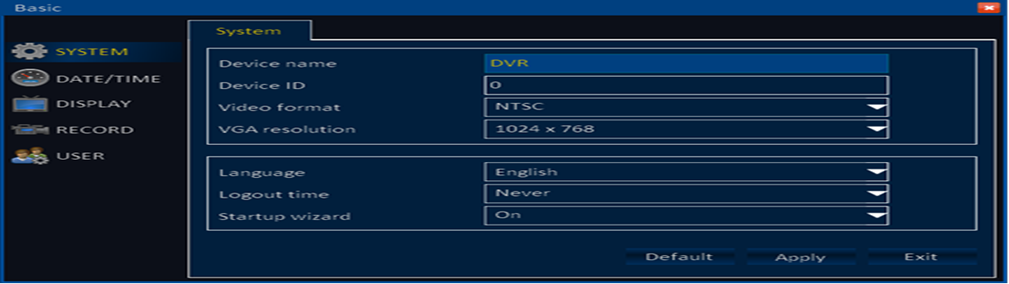 Basic
System
SYSTEM
DATE/TIME
DISPLAY
RECORD
USER
Device name DVR
Device ID 0
Video format NTSC
VGA resolution 1024 x 768
Language English
Logout time Never
Startup wizard On
Default Apply Exit